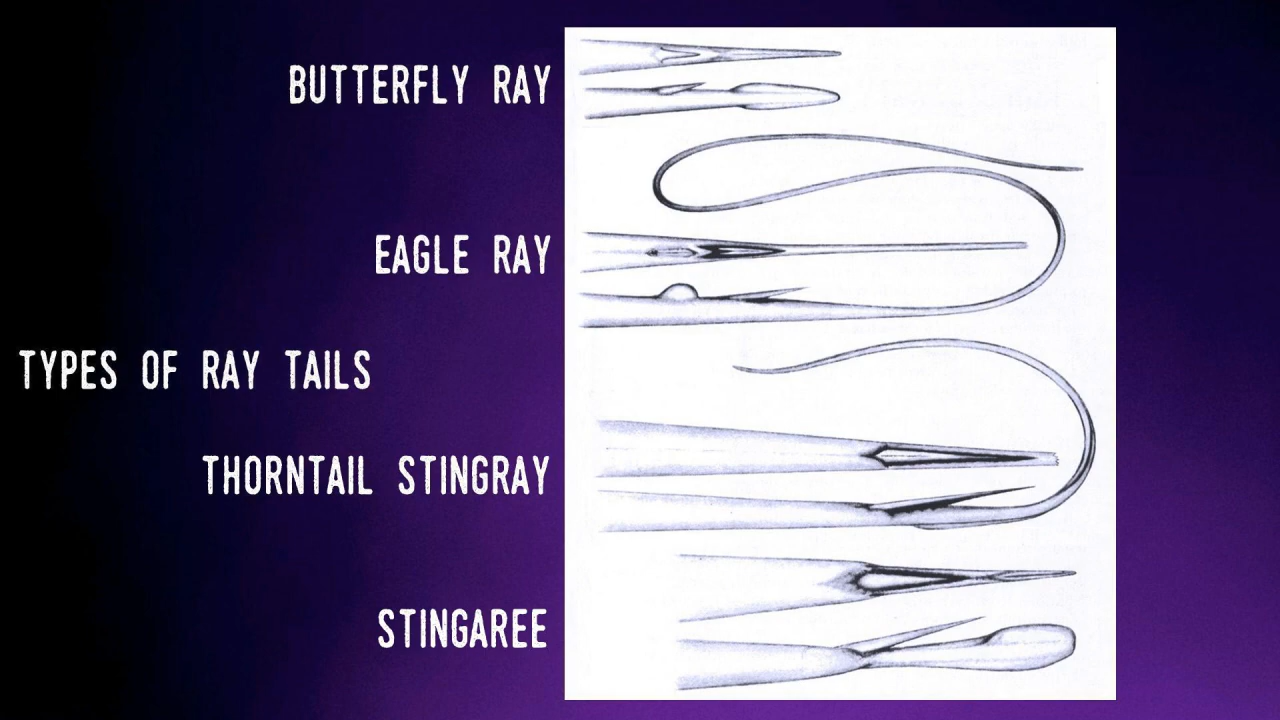 BUTTERFLY RAY
EAGLE RAY
TYPES OF RAY TAILS
THORNTAIL STINGRAY
STINGAREE